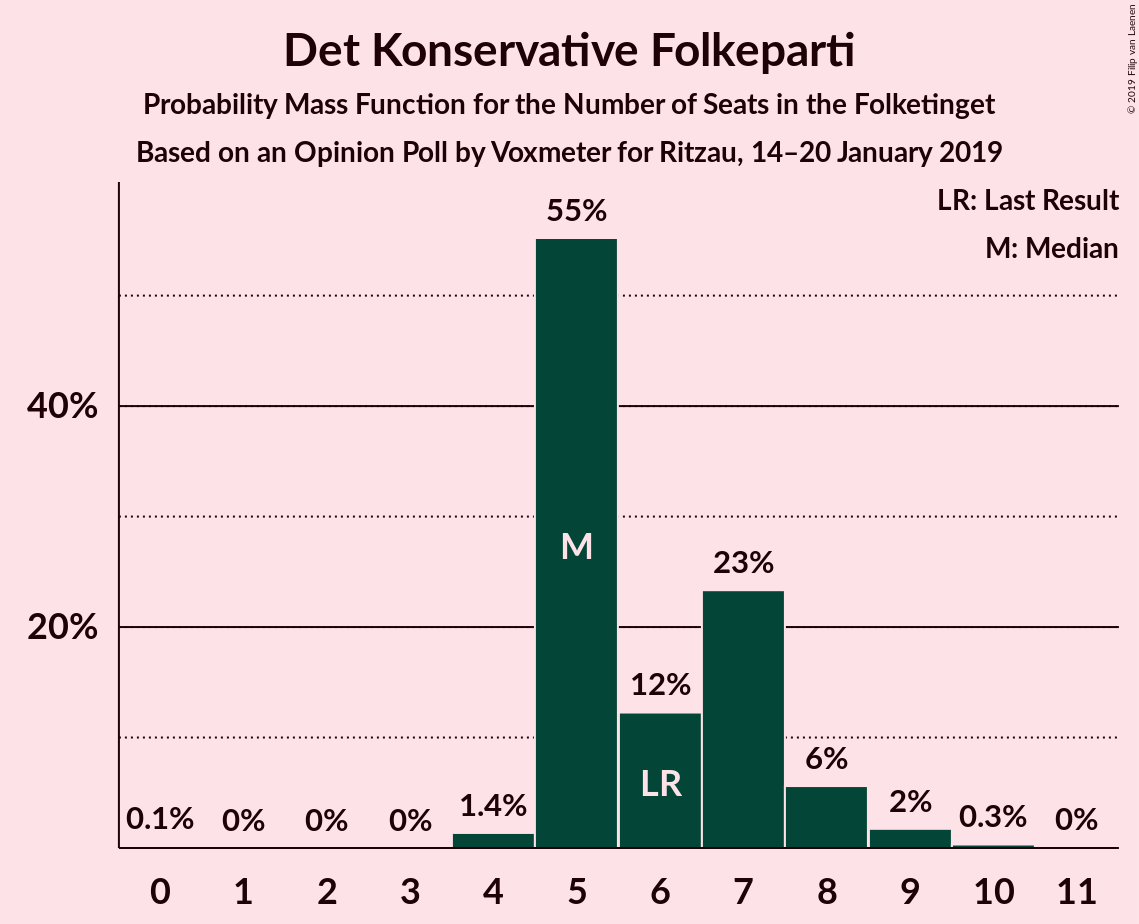 Det Konservative Folkeparti
Probability Mass Function for the Number of Seats in the Folketinget
Based on an Opinion Poll by Voxmeter for Ritzau, 14–20 January 2019
© 2019 Filip van Laenen
LR: Last Result
M: Median
55%
40%
M
23%
20%
12%
LR
6%
2%
1.4%
0.1%
0%
0%
0%
0.3%
0%
0 1 2 3 4 5 6 7 8 9 10 11